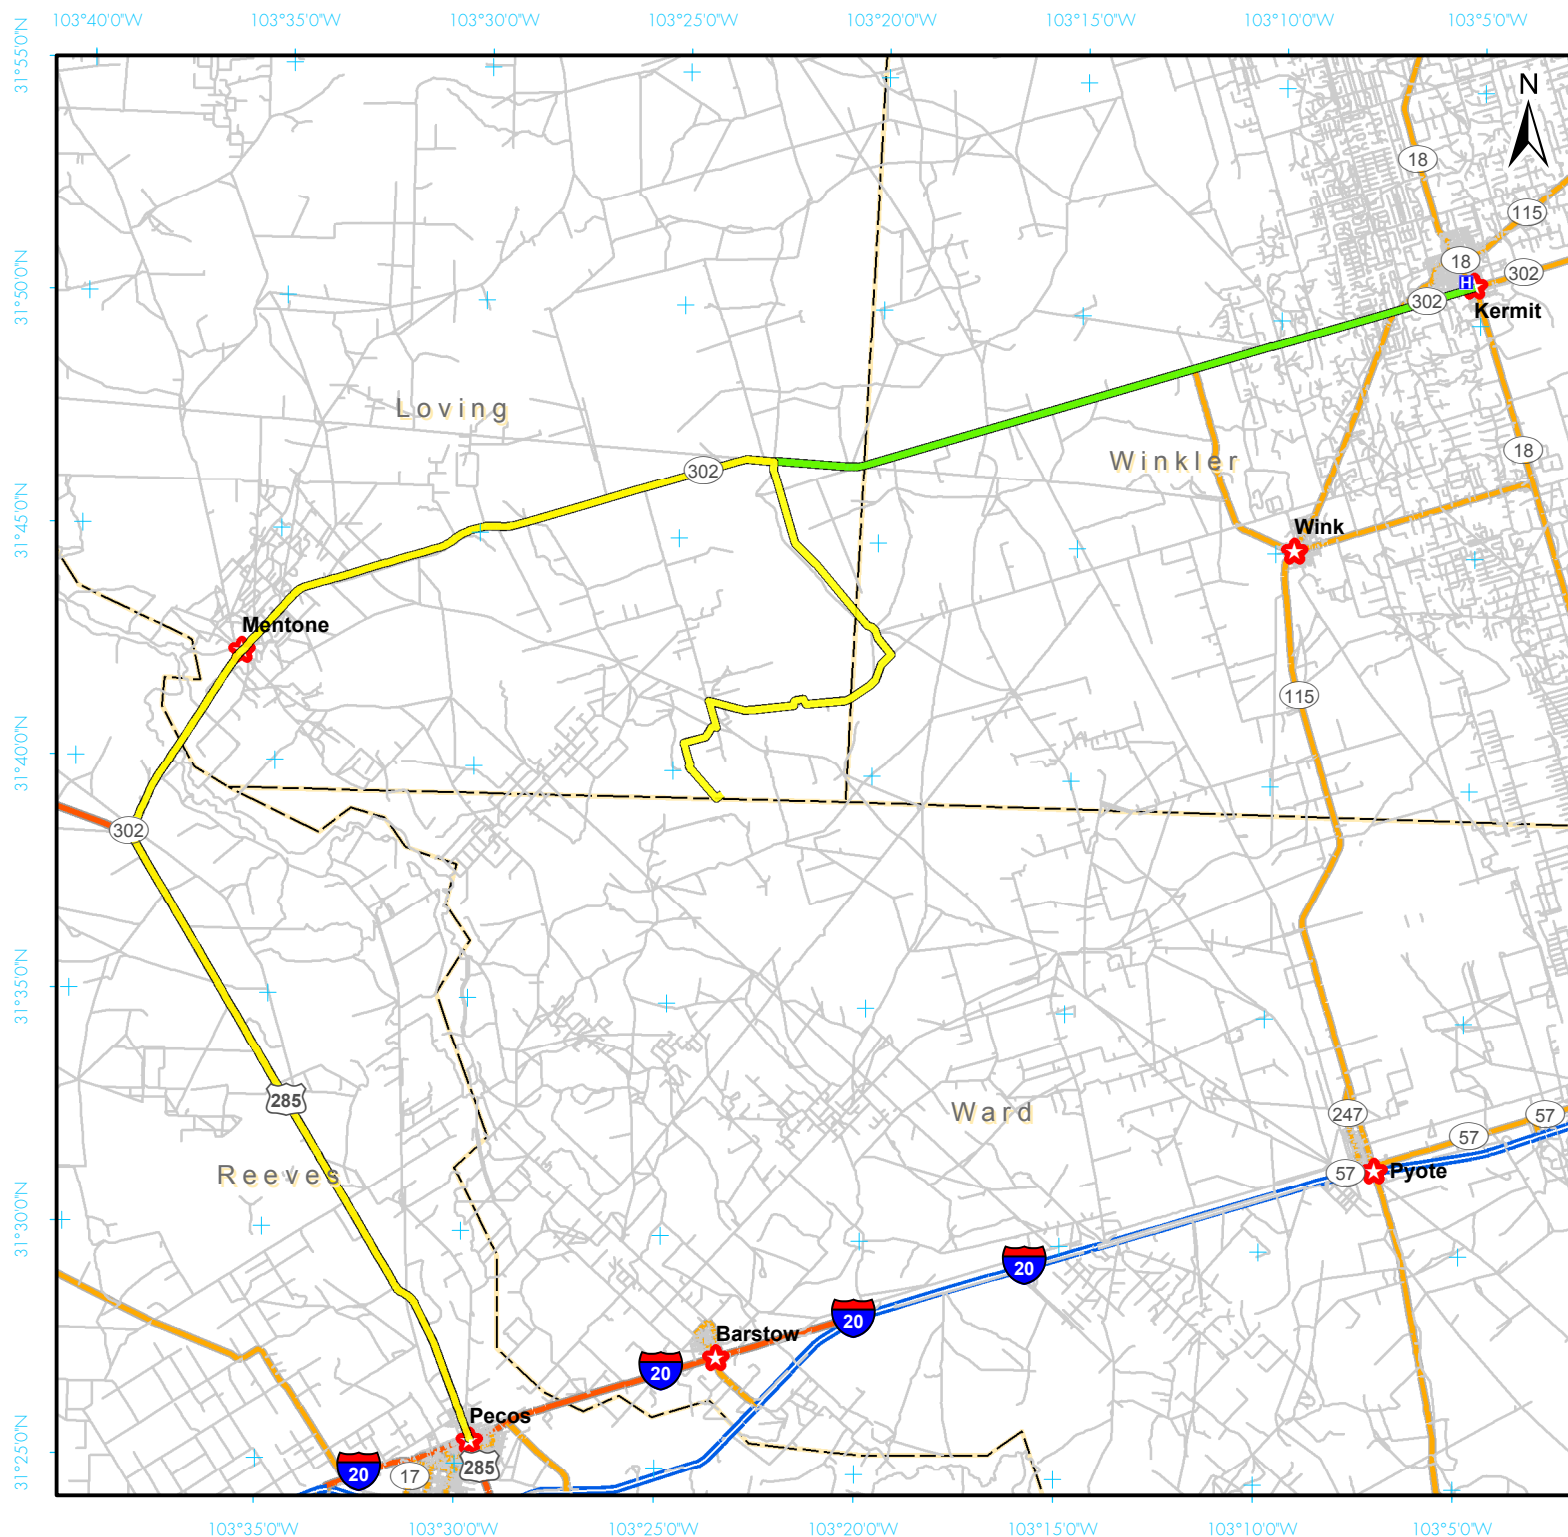 103°40'0"W 103°35'0"W 103°30'0"W 103°25'0"W 103°20'0"W 103°15'0"W 103°10'0"W 103°5'0"W
31°55'0"N
N
18
115
18
302
H
31°50'0"N
302
Kermit
Loving
18
Winkler
302
31°45'0"N
Wink
Mentone
115
31°40'0"N
302
31°35'0"N
285
Ward
247
57
57
Reeves
57
Pyote
31°30'0"N
20
20
Barstow
20
Pecos
31°25'0"N
20
17
285
103°35'0"W 103°30'0"W 103°25'0"W 103°20'0"W 103°15'0"W 103°10'0"W 103°5'0"W